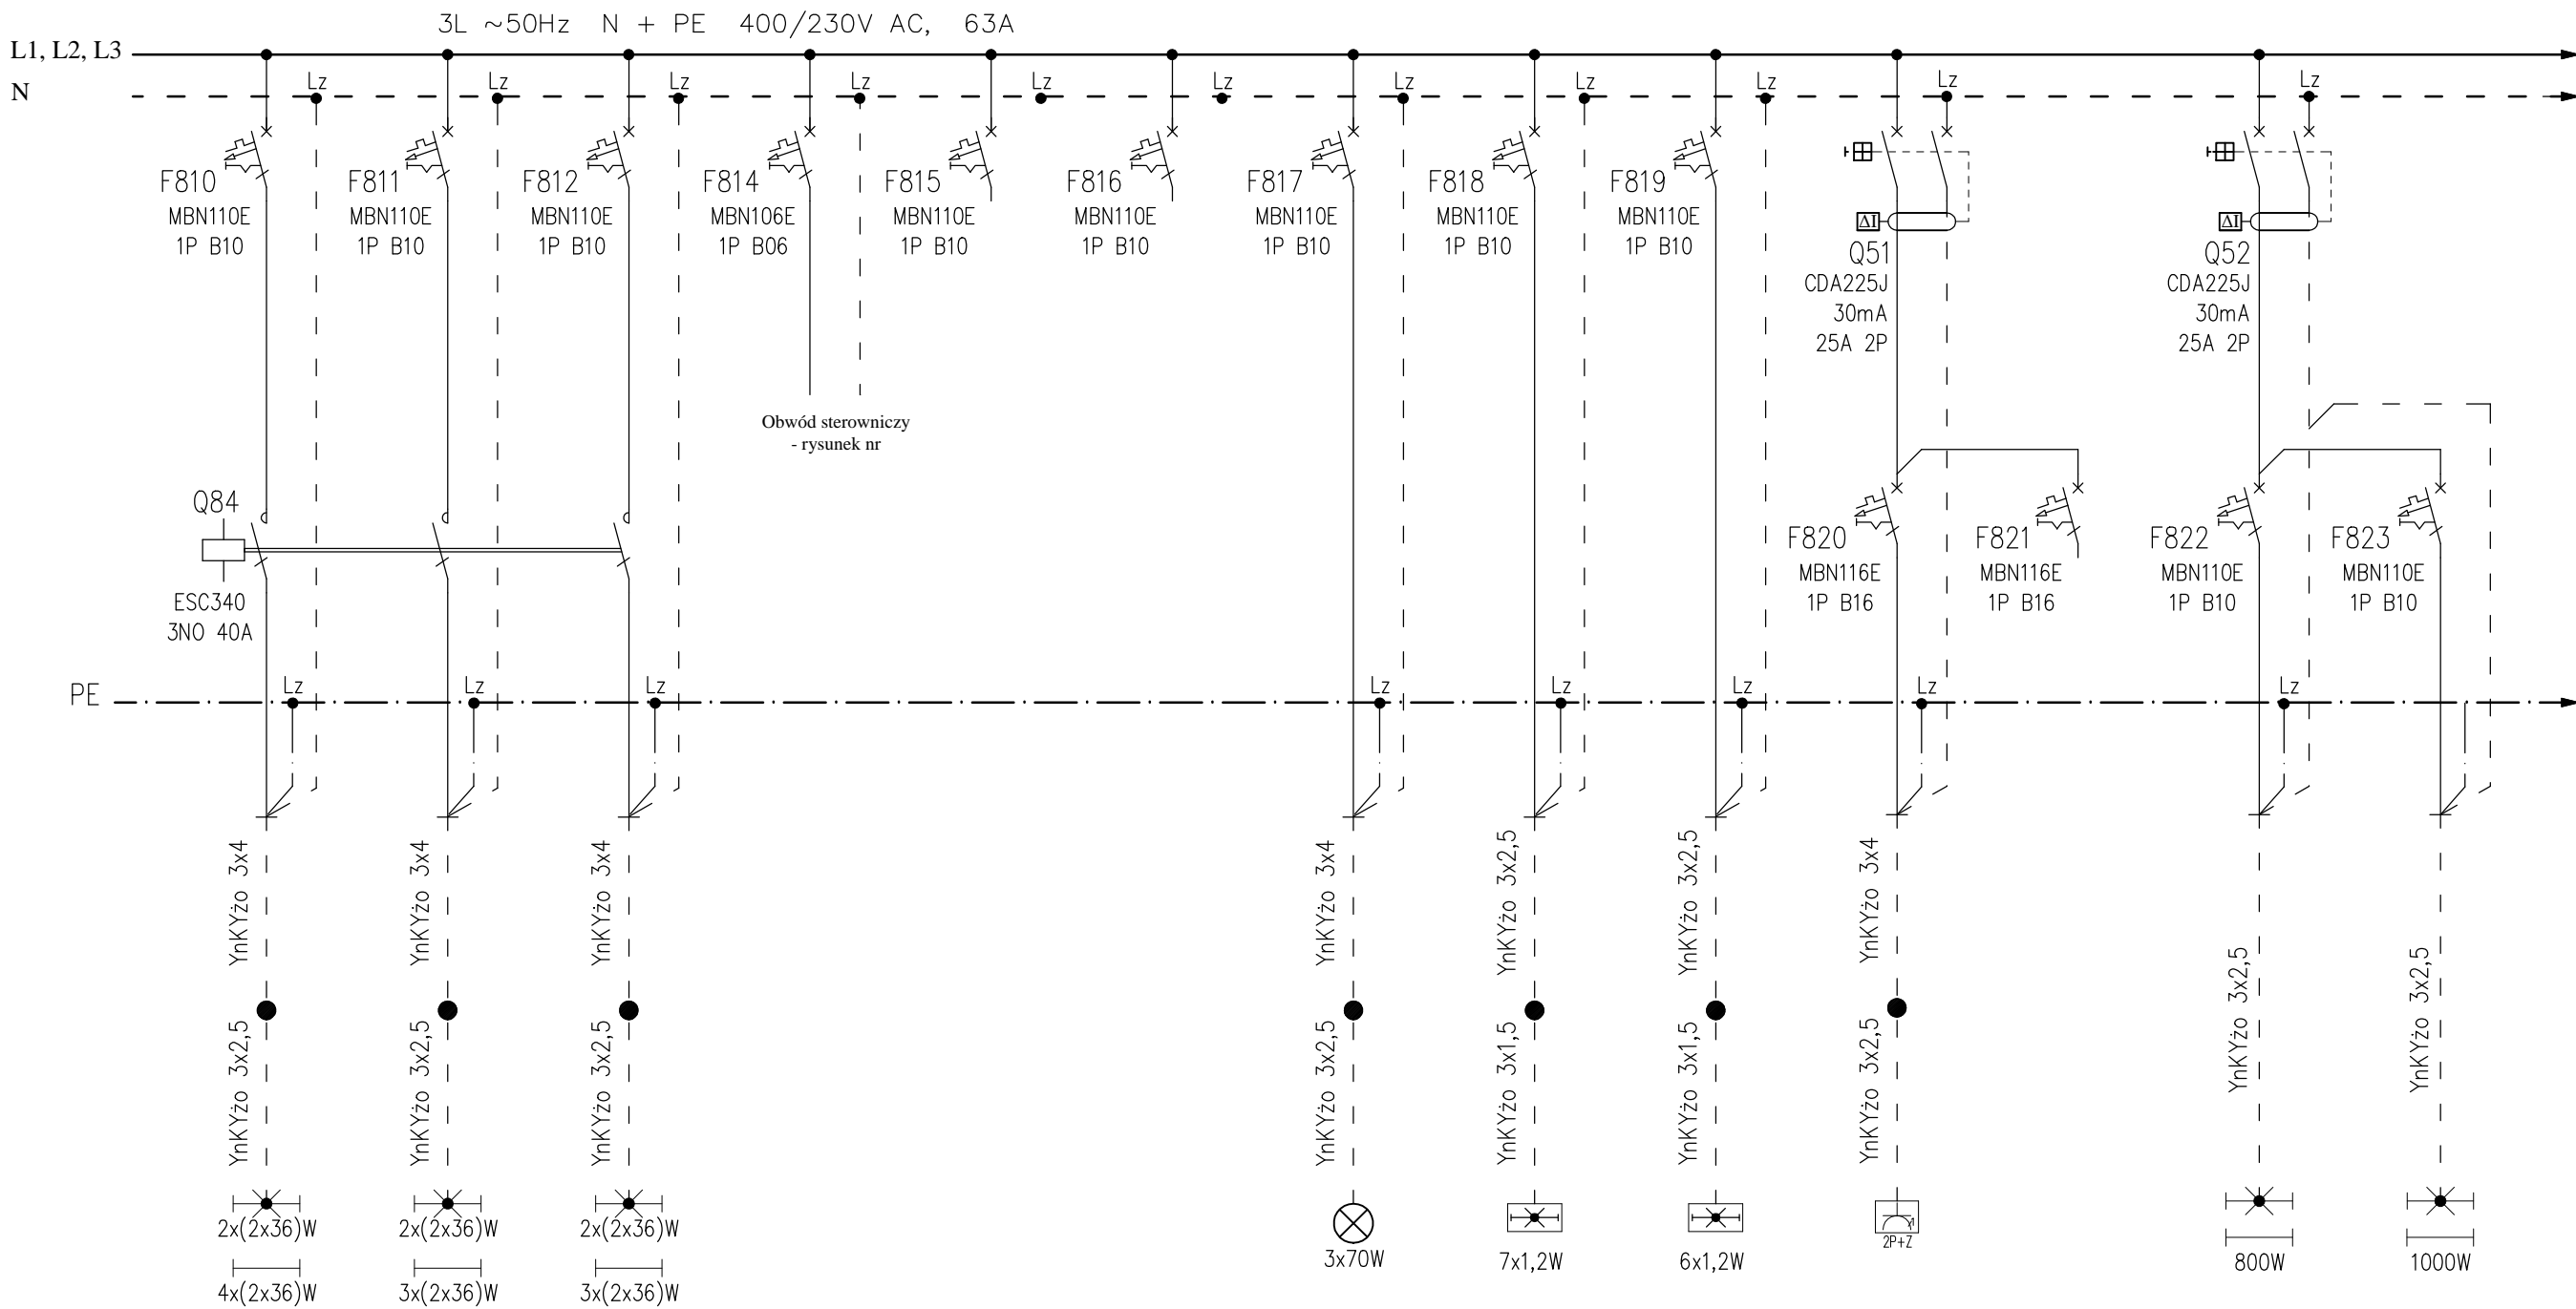 3L ~50Hz N + PE 400/230V AC, 63A
L1, L2, L3
N
Lz Lz Lz Lz Lz Lz Lz Lz Lz Lz Lz
F810
MBN110E
1P B10
F811
MBN110E
1P B10
F812
MBN110E
1P B10
F814
MBN106E
1P B06
F815
MBN110E
1P B10
F816
MBN110E
1P B10
F817
MBN110E
1P B10
F818
MBN110E
1P B10
F819
MBN110E
1P B10
ΔI
Q51
CDA225J
30mA
25A 2P
ΔI
Q52
CDA225J
30mA
25A 2P
Obwód sterowniczy
- rysunek nr
Q84
ESC340
3NO 40A
F820
MBN116E
1P B16
F821
MBN116E
1P B16
F822
MBN110E
1P B10
F823
MBN110E
1P B10
PE
Lz Lz Lz Lz Lz Lz Lz Lz
YnKYżo 3x4
YnKYżo 3x4
YnKYżo 3x4
YnKYżo 3x4
YnKYżo 3x2,5
YnKYżo 3x2,5
YnKYżo 3x4
YnKYżo 3x2,5
YnKYżo 3x2,5
YnKYżo 3x2,5
YnKYżo 3x2,5
YnKYżo 3x2,5
YnKYżo 3x2,5
YnKYżo 3x1,5
YnKYżo 3x1,5
YnKYżo 3x2,5
2x(2x36)W
4x(2x36)W
2x(2x36)W
3x(2x36)W
2x(2x36)W
3x(2x36)W
3x70W
7x1,2W
6x1,2W
2P+Z
800W
1000W